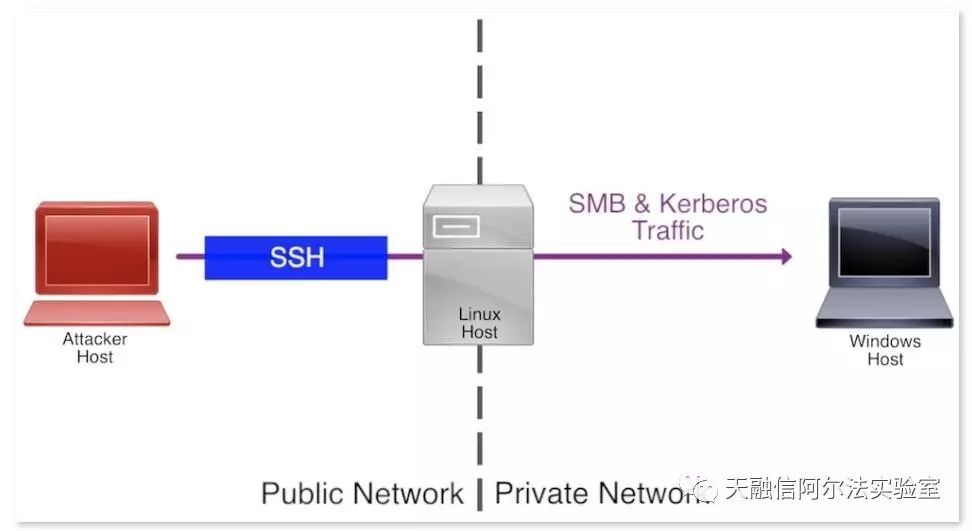 SMB & Kerberos
Traffic
SSH
Linux
Host
Attacker
Host
Windows
Host
Public Network
Private Network
天融信阿尔法实验室